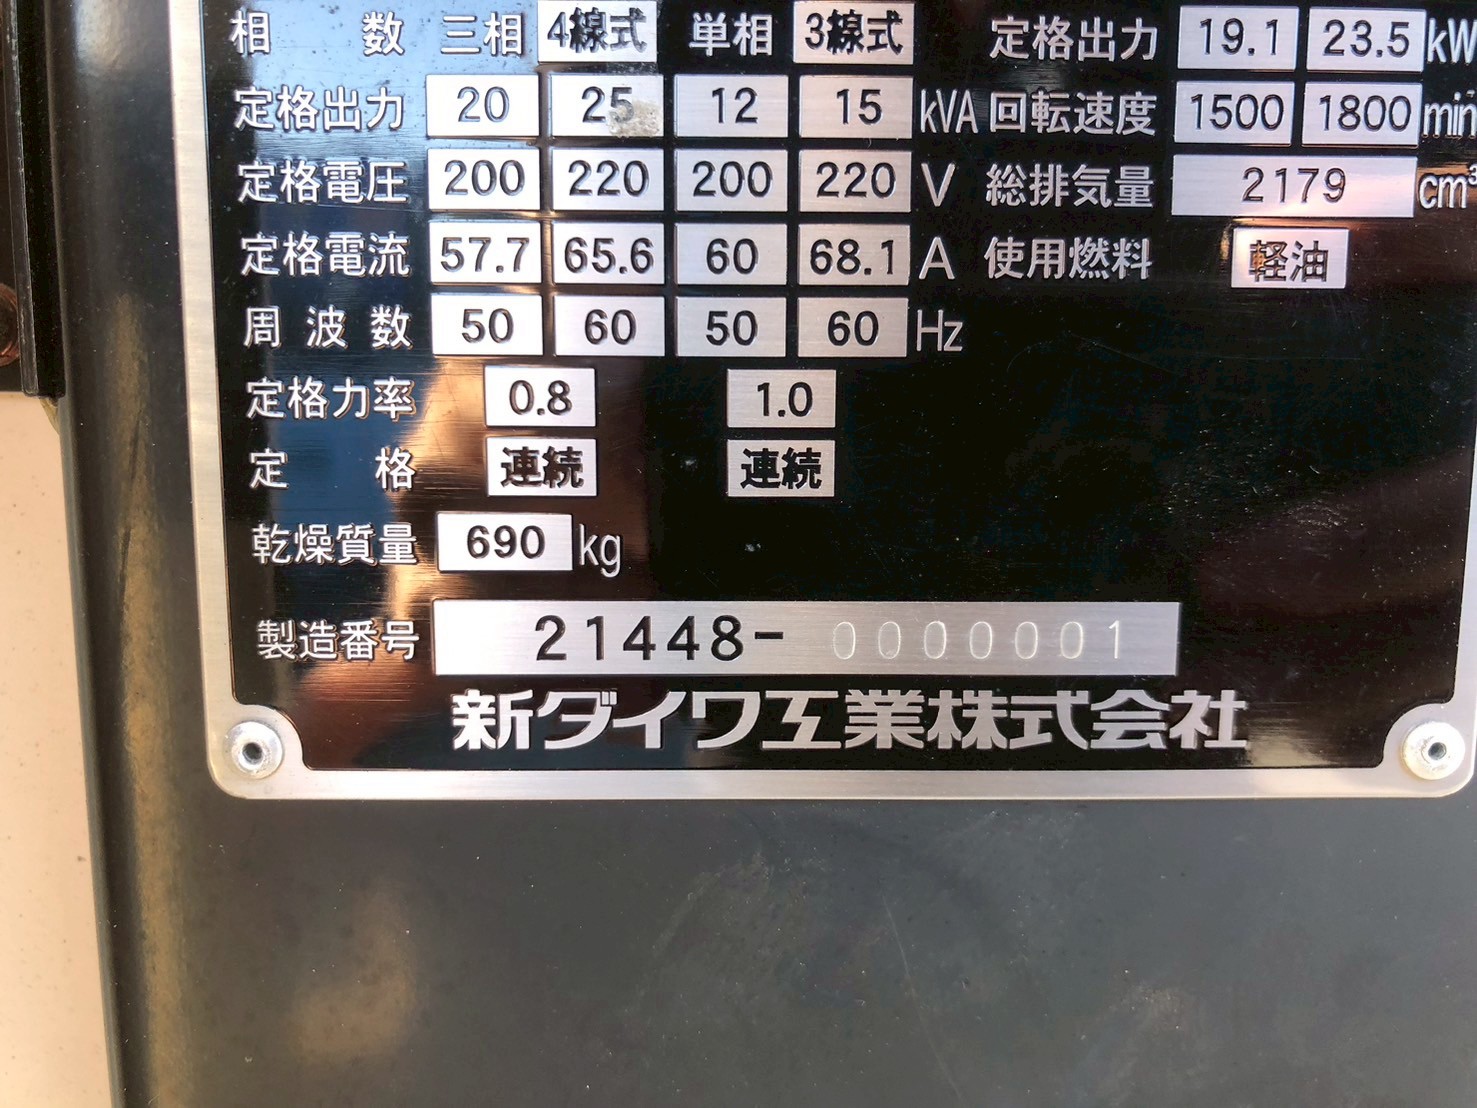 相 数 三相 4線式 単相 3線式 定格出力 19.1 23.5 kW
定格出力 20 25 12 15 kVA 回転速度 1500 1800 min
定格電圧 200 220 200 220 V 総排気量 2179 cm³
定格電流 57.7 65.6 60 68.1 A 使用燃料 軽油
周波数 50 60 50 60 Hz
定格力率 0.8 1.0
定格 連続 連続
乾燥質量 690 kg
製造番号 21448-0000001
新ダイワ工業株式会社